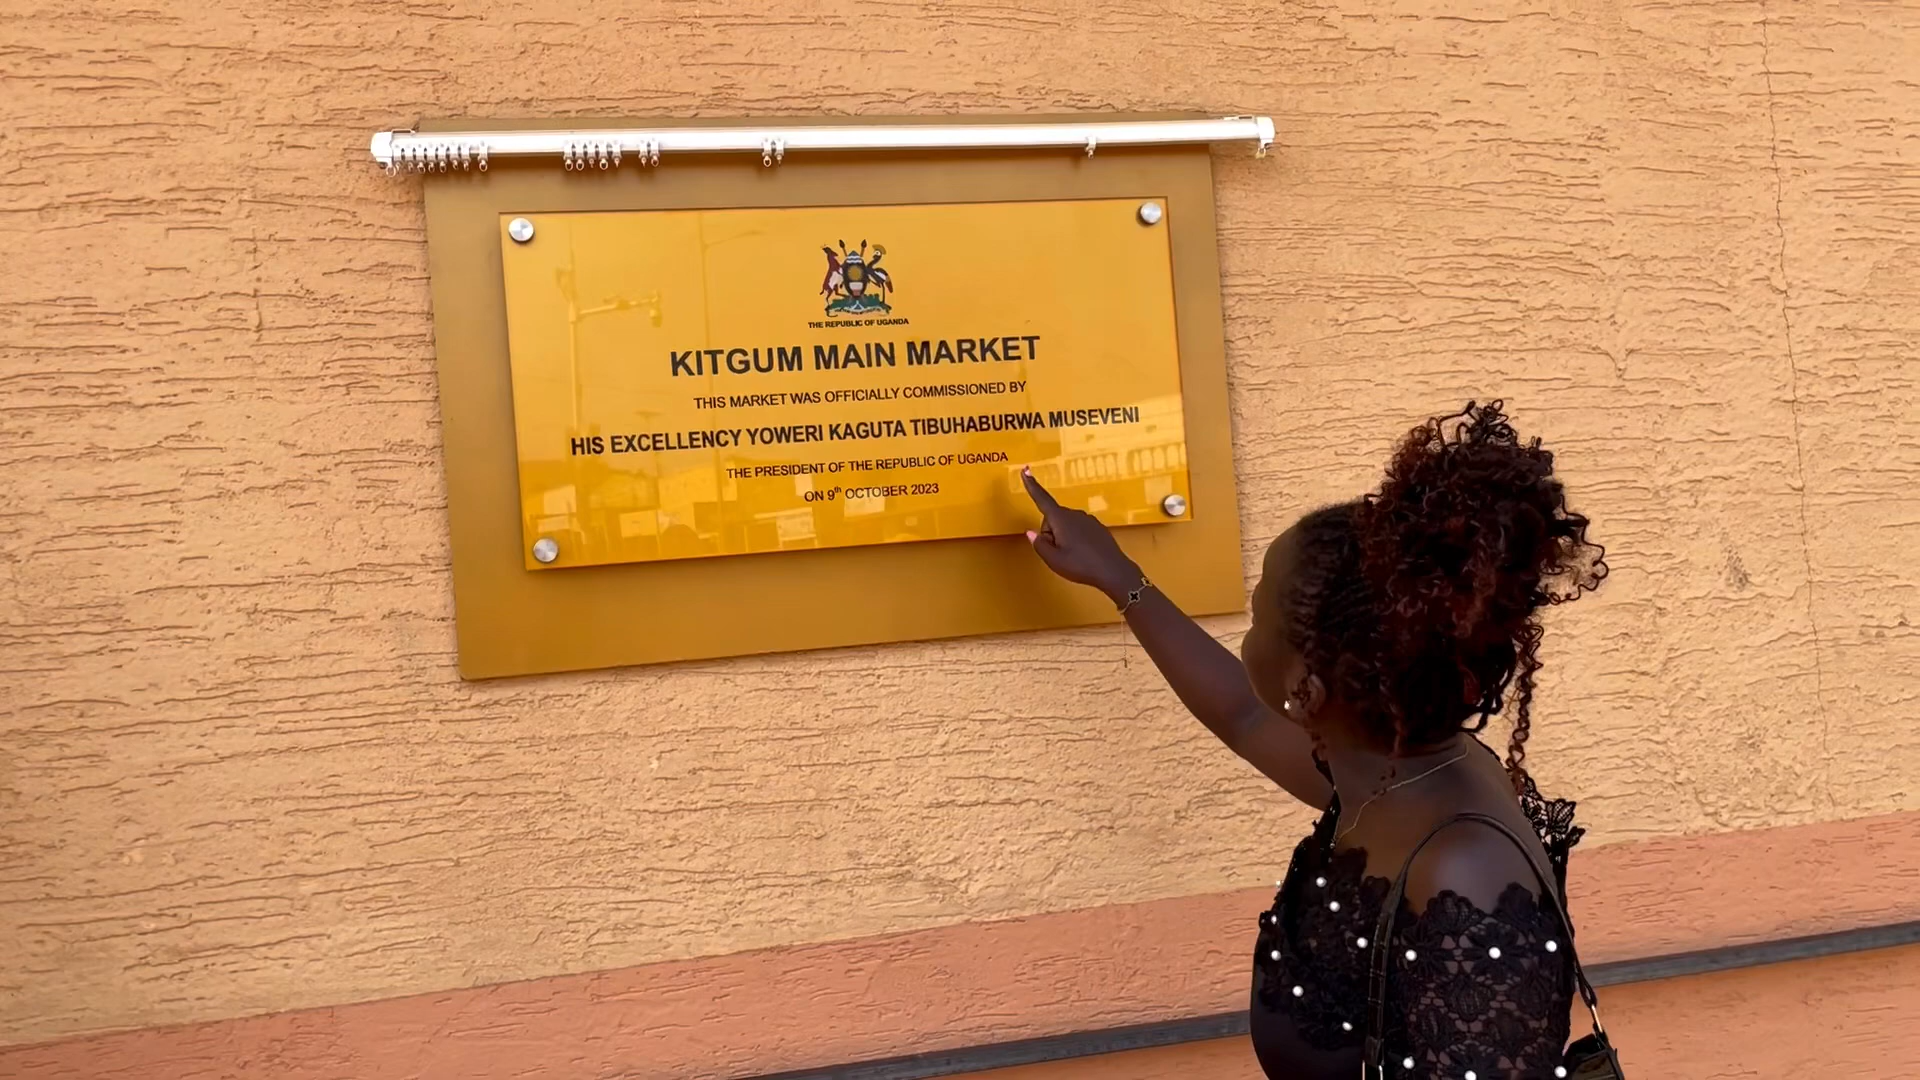 THE REPUBLIC OF UGANDA
KITGUM MAIN MARKET
THIS MARKET WAS OFFICIALLY COMMISSIONED BY
HIS EXCELLENCY YOWERI KAGUTA TIBUHABURWA MUSEVENI
THE PRESIDENT OF THE REPUBLIC OF UGANDA
ON 9th OCTOBER 2023